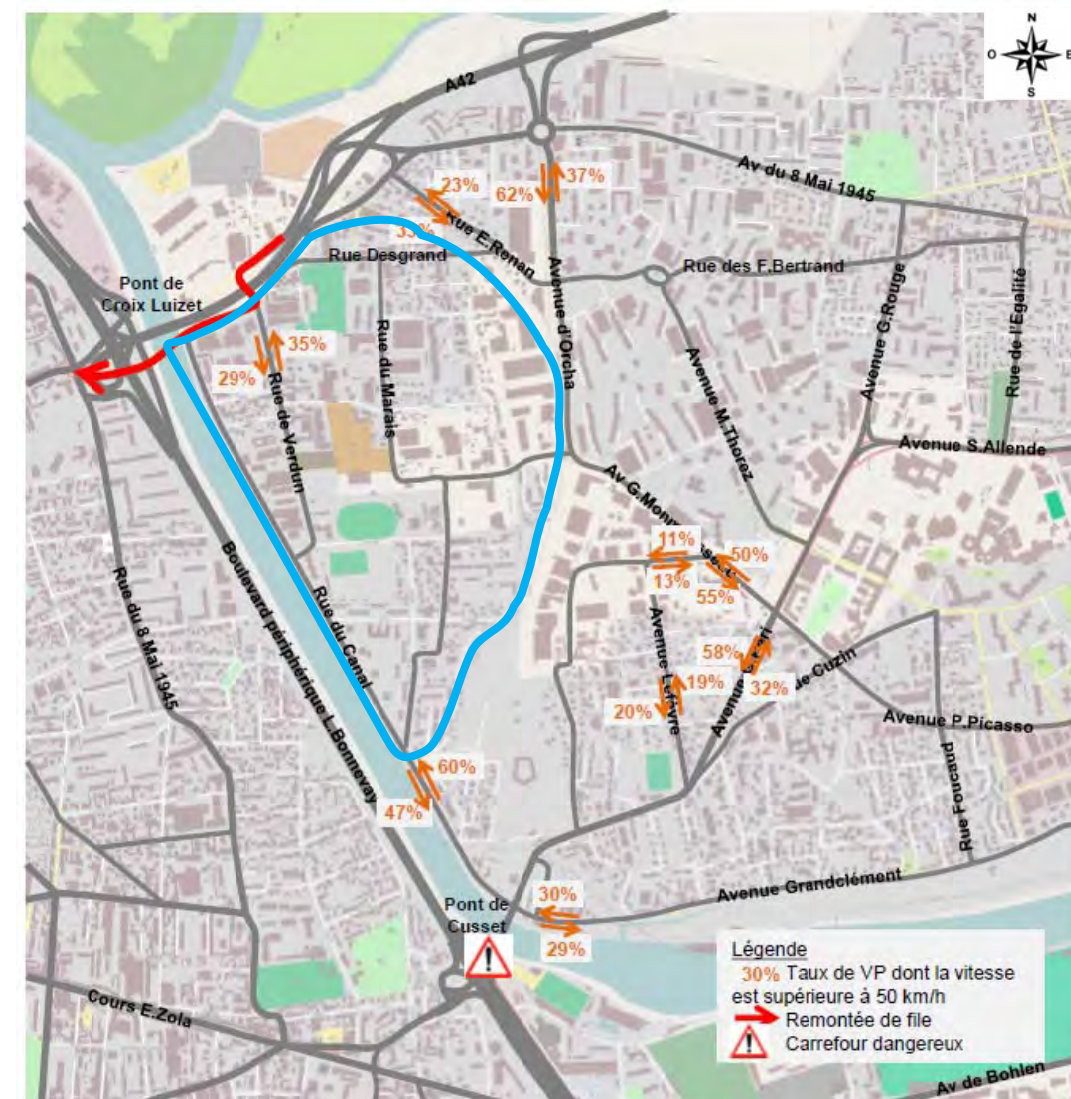 N
O
E
S
A42
Av du 8 Mai 1945
23%
37%
62%
Rue E.Renan
Rue Desgrand
Rue des F.Bertrand
Pont de
Croix Luizet
Avenue d'Orcha
Avenue G.Rouge
Rue de l'Egalité
35%
29%
Rue de Verdun
Rue du Marais
Avenue M.Thorez
Avenue S.Allende
11%
13%
50%
55%
Boulevard périphérique L.Bonnevay
Rue du Canal
Rue du 8 Mai 1945
Avenue Lefèvre
58%
32%
19%
20%
Avenue P.Picasso
Rue Foucaud
60%
47%
Avenue Grandclément
30%
29%
Pont de
Cusset
Cours E.Zola
Légende
30% Taux de VP dont la vitesse
est supérieure à 50 km/h
Remontée de file
Carrefour dangereux
Av de Bohlen